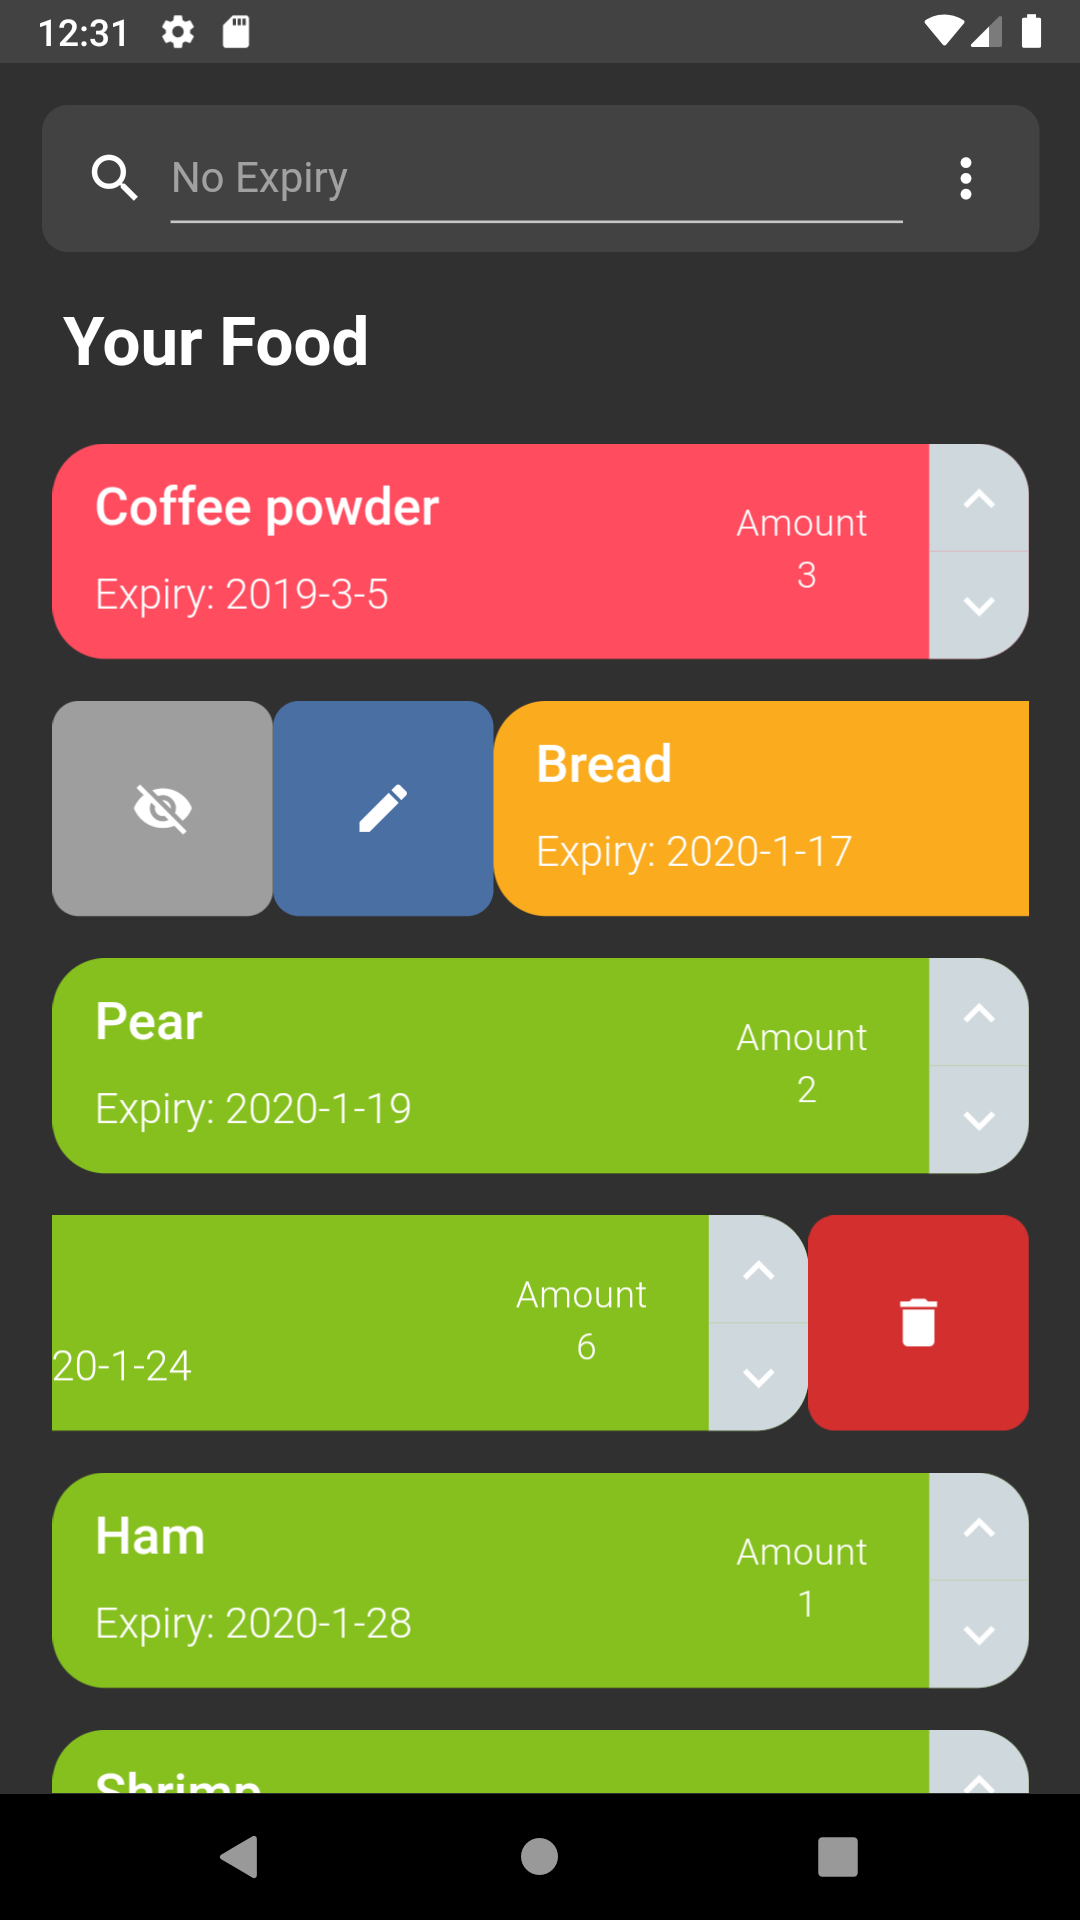 12:31
No Expiry
Your Food
Coffee powder
Amount
3
Expiry: 2019-3-5
Bread
Expiry: 2020-1-17
Pear
Amount
2
Expiry: 2020-1-19
Amount
6
20-1-24
Ham
Amount
1
Expiry: 2020-1-28
Shrimp